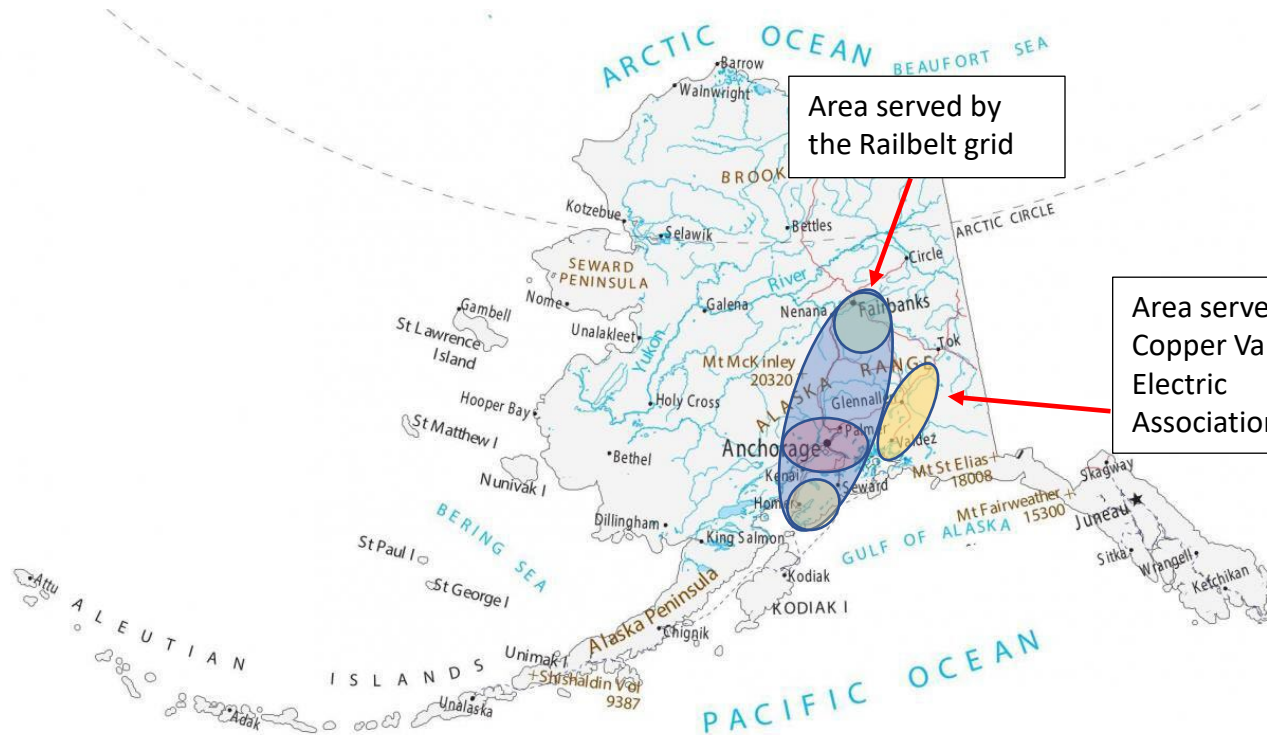 ARCTIC OCEAN
BEAUFORT SEA
Barrow
Wainwright
Area served by
the Railbelt grid
BROOK
Kotzebue
Selawik
Bettles
ARCTIC CIRCLE
SEWARD
PENINSULA
Circle
River
Nome
Galena
Nenana
Fairbanks
Gambell
St Lawrence
Island
Unalakleet
Yukon
Tok
Area serve
Copper Va
Electric
Association
Mt McKinley
20320
ALASKA RANGE
Glennallen
Hooper Bay
Holy Cross
St Matthew I
Palmer
Anchorage
Valdez
Bethel
Nunivak I
Kenai
Seward
Mt St Elias +
18008
Skagway
Mt Fairweather +
15300
Juneau
Homer
Dillingham
BERING SEA
King Salmon
GULF OF ALASKA
Sitka
Wrangell
Ketchikan
St Paul I
St George I
Kodiak
KODIAK I
Attu
Alaska Peninsula
Chignik
ALEUTIAN ISLANDS
Unimak I
+Shishaldin Vol
9387
Unalaska
Adak
PACIFIC OCEAN